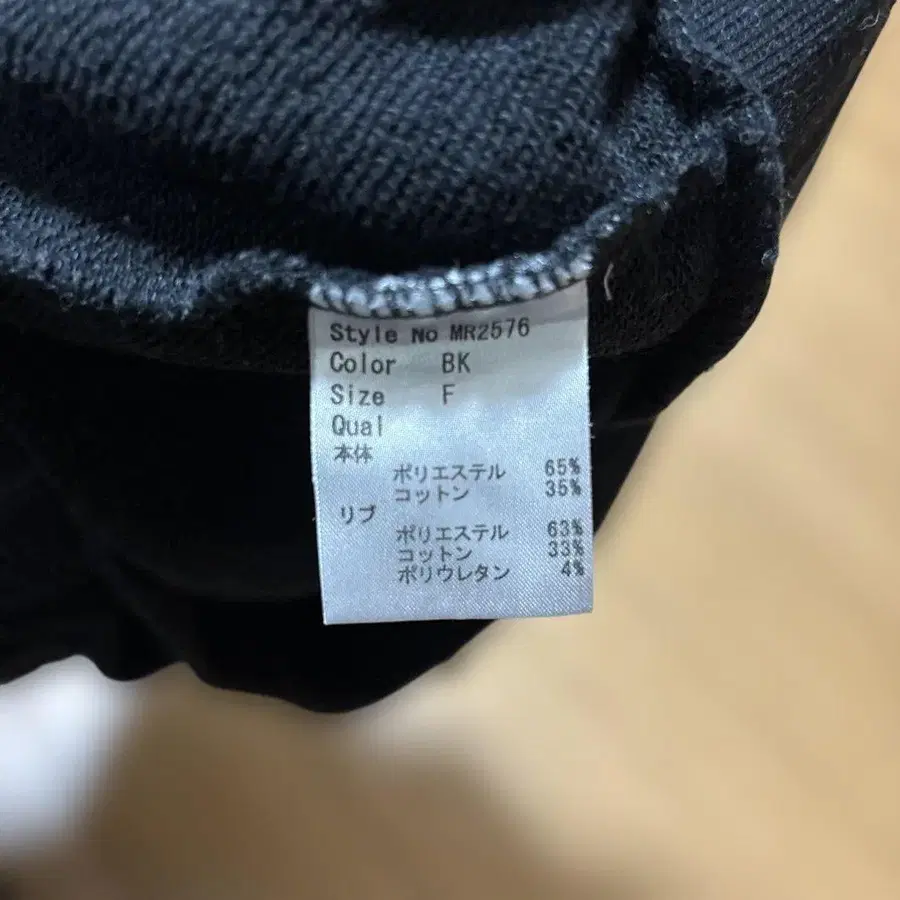 Style No MR2576
Color BK
Size F
Qual
本体
ポリエステル 65%
コットン 35%
リブ
ポリエステル 63%
コットン 33%
ポリウレタン 4%